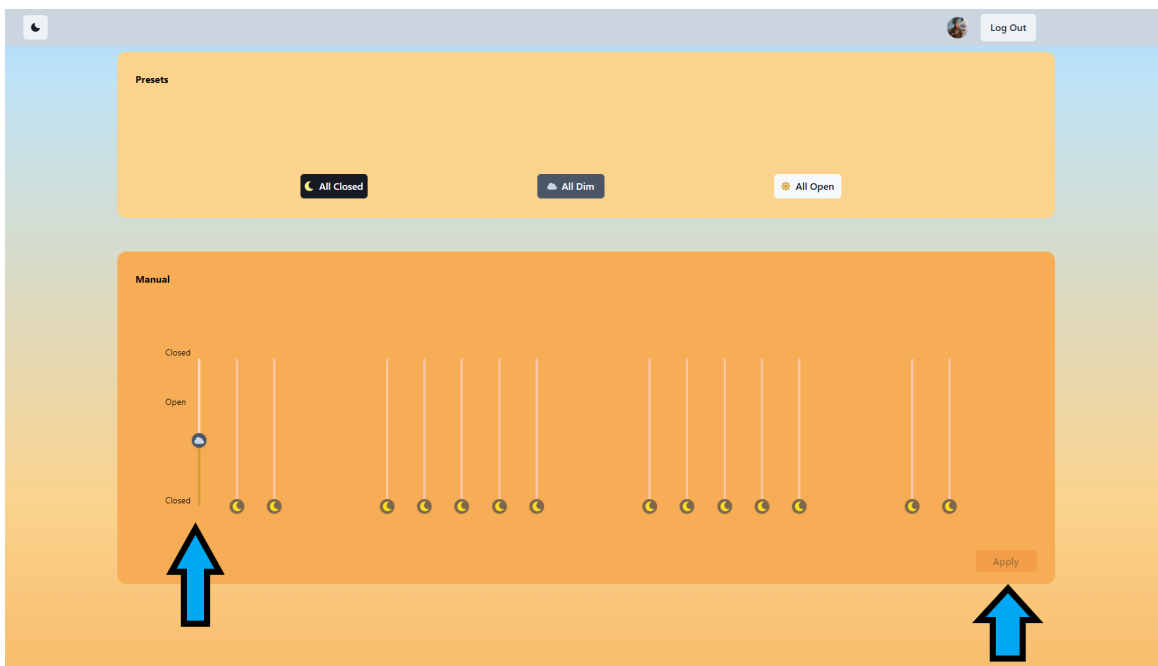 Log Out
Presets
All Closed
All Dim
All Open
Manual
Closed
Open
Closed
Apply